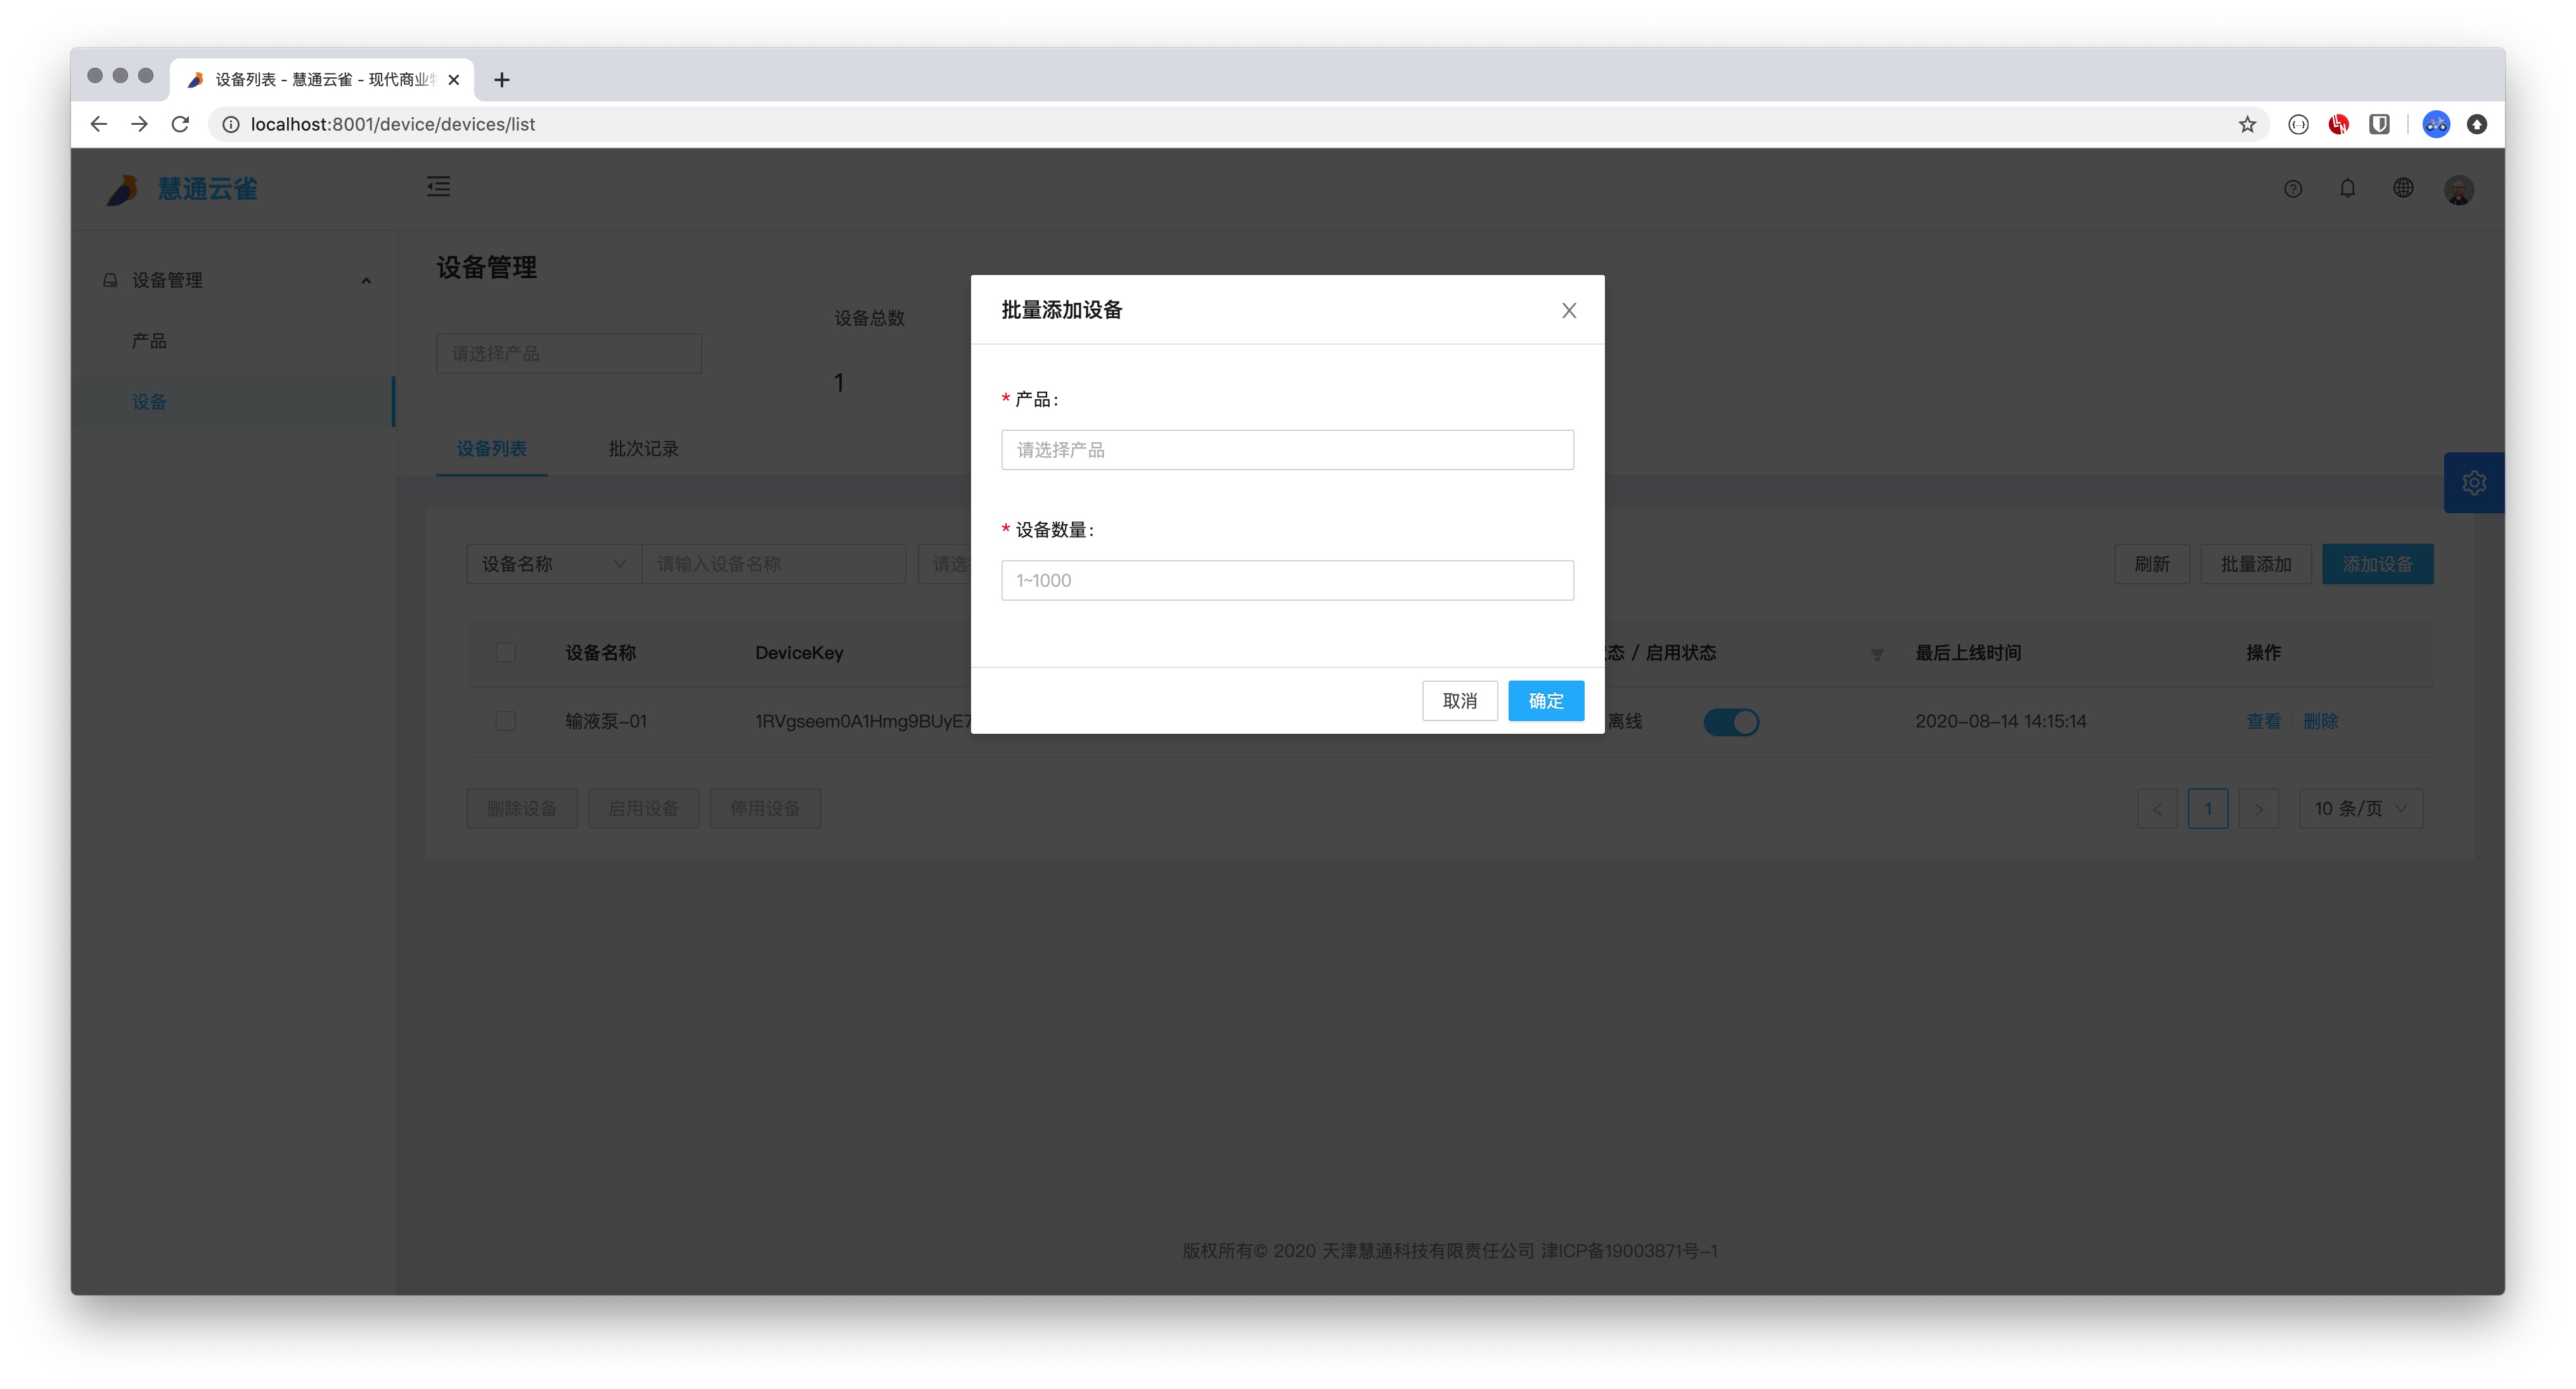 设备列表 - 慧通云雀 - 现代商业
localhost:8001/device/devices/list
慧通云雀
设备管理
产品
设备
设备管理
请选择产品
设备总数
1
设备列表
批次记录
批量添加设备
* 产品:
请选择产品
* 设备数量:
1~1000
取消
确定
设备名称
请输入设备名称
请选
刷新
批量添加
添加设备
设备名称
DeviceKey
态 / 启用状态
最后上线时间
操作
输液泵-01
1RVgseem0A1Hmg9BUyE7
离线
2020-08-14 14:15:14
查看
删除
删除设备
启用设备
停用设备
1
10 条/页
版权所有© 2020 天津慧通科技有限责任公司 津ICP备19003871号-1